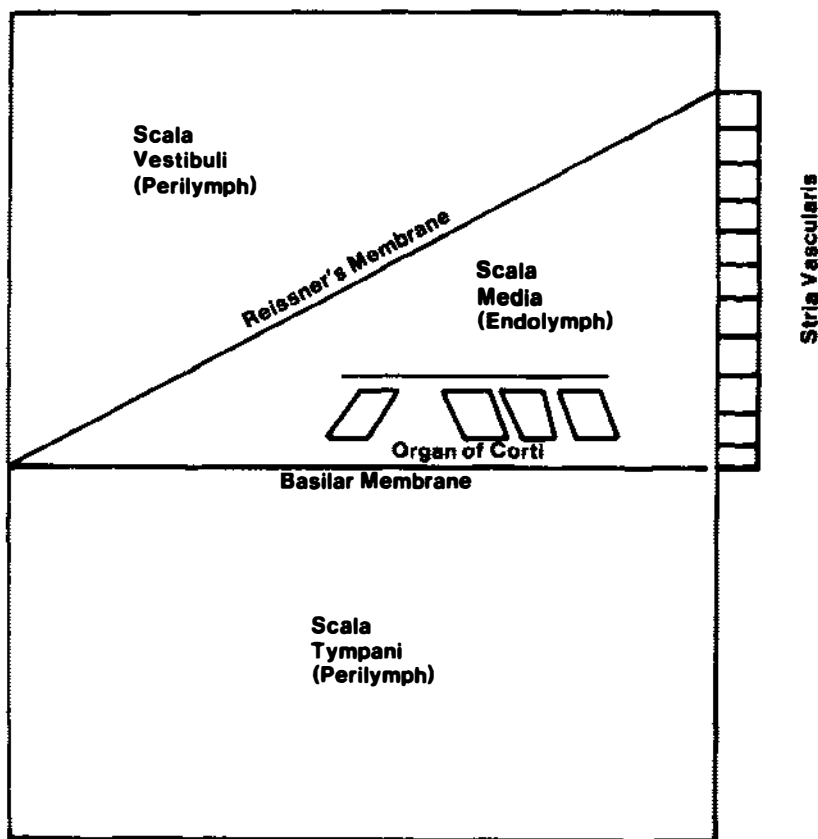 Scala
Vestibuli
(Perilymph)
Reissner's Membrane
Scala
Media
(Endolymph)
Stria Vascularis
Organ of Corti
Basilar Membrane
Scala
Tympani
(Perilymph)